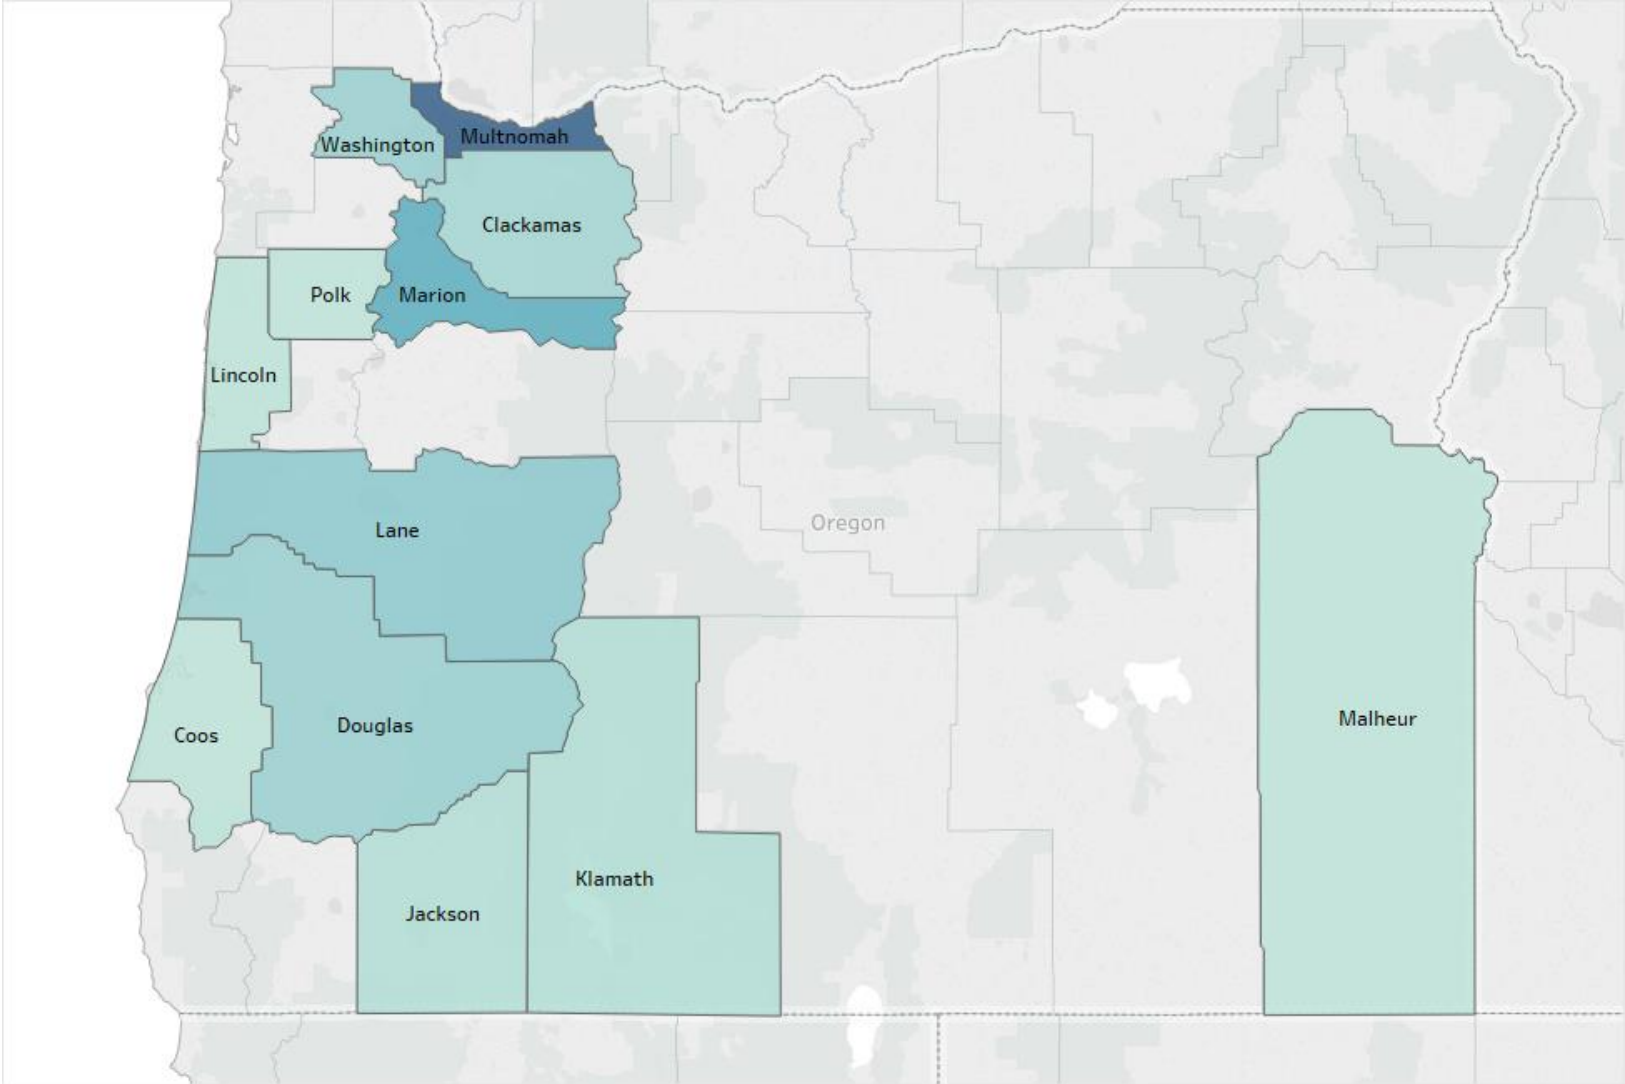 Multnomah
Washington
Clackamas
Polk
Marion
Lincoln
Oregon
Lane
Malheur
Douglas
Coos
Klamath
Jackson